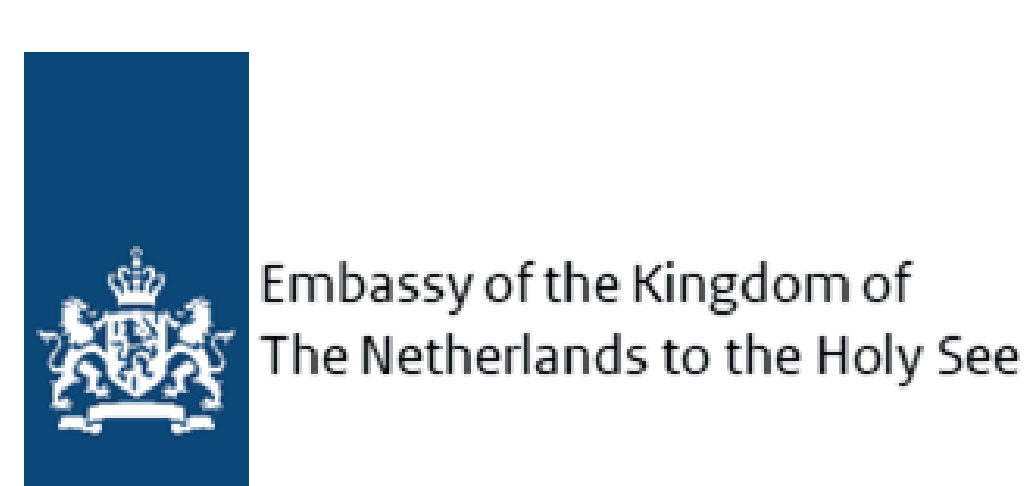 Embassy of the Kingdom of
The Netherlands to the Holy See